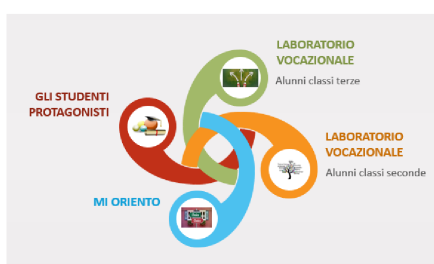 LABORATORIO
VOCAZIONALE
Alunni classi terze
GLI STUDENTI
PROTAGONISTI
LABORATORIO
VOCAZIONALE
Alunni classi seconde
MI ORIENTO